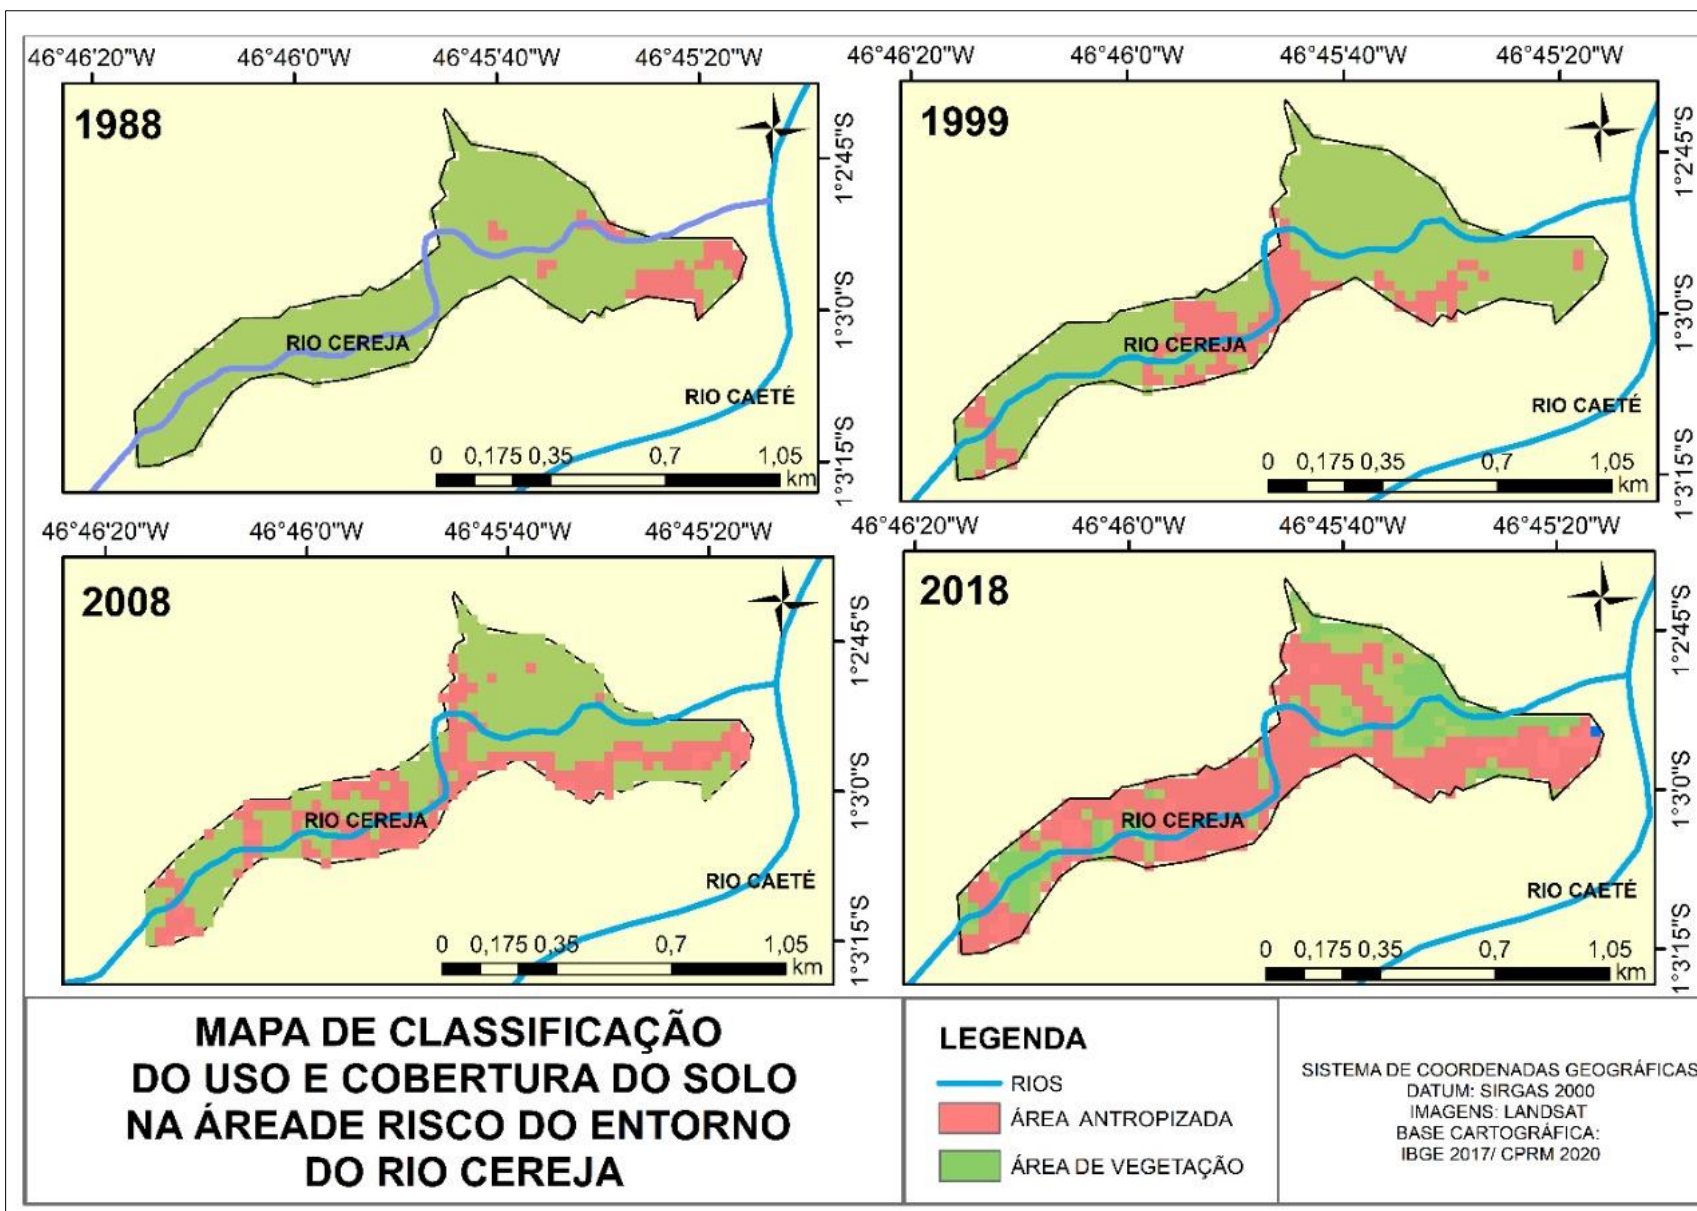 46°46'20"W 46°46'0"W 46°45'40"W 46°45'20"W
1988
1°2'45"S
1°3'0"S
1°3'15"S
RIO CEREJA
RIO CAETÉ
0 0,175 0,35 0,7 1,05
km
46°46'20"W 46°46'0"W 46°45'40"W 46°45'20"W
1999
1°2'45"S
1°3'0"S
1°3'15"S
RIO CEREJA
RIO CAETÉ
0 0,175 0,35 0,7 1,05
km
46°46'20"W 46°46'0"W 46°45'40"W 46°45'20"W
2008
1°2'45"S
1°3'0"S
1°3'15"S
RIO CEREJA
RIO CAETÉ
0 0,175 0,35 0,7 1,05
km
46°46'20"W 46°46'0"W 46°45'40"W 46°45'20"W
2018
1°2'45"S
1°3'0"S
1°3'15"S
RIO CEREJA
RIO CAETÉ
0 0,175 0,35 0,7 1,05
km
MAPA DE CLASSIFICAÇÃO
DO USO E COBERTURA DO SOLO
NA ÁREADE RISCO DO ENTORNO
DO RIO CEREJA
LEGENDA
RIOS
ÁREA ANTROPIZADA
ÁREA DE VEGETAÇÃO
SISTEMA DE COORDENADAS GEOGRÁFICAS
DATUM: SIRGAS 2000
IMAGENS: LANDSAT
BASE CARTOGRÁFICA:
IBGE 2017/ CPRM 2020